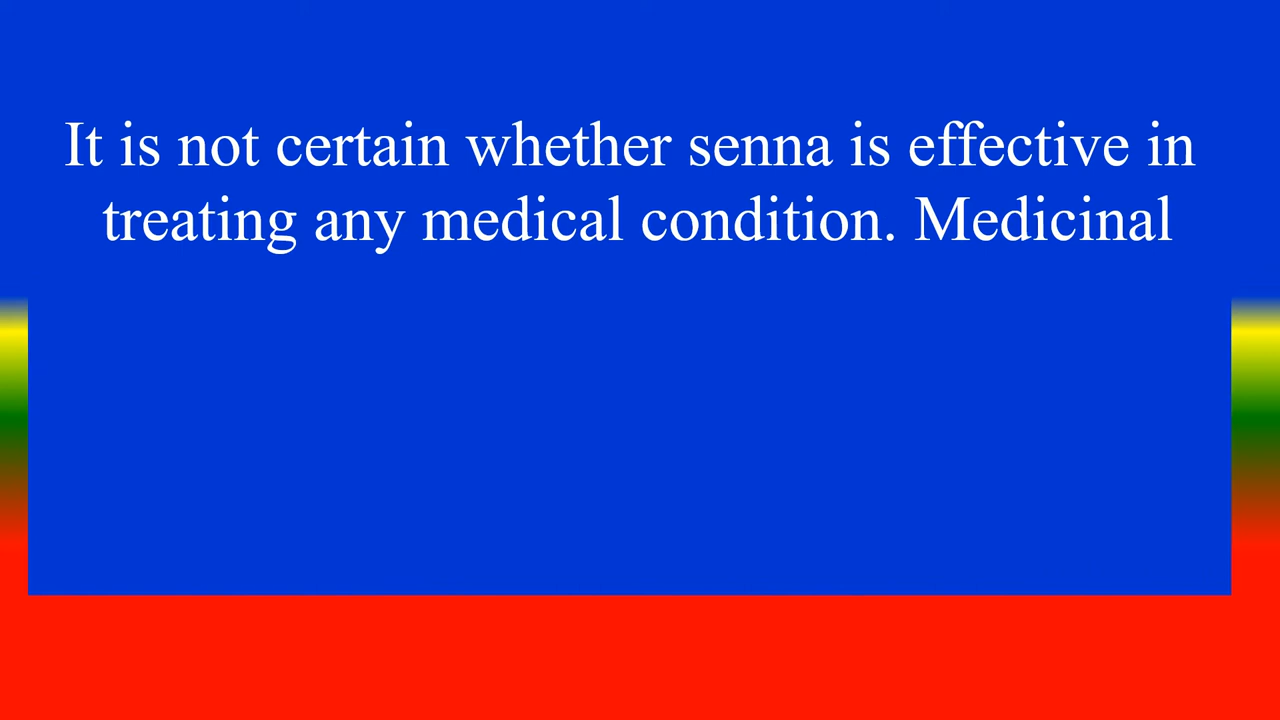 It is not certain whether senna is effective in
treating any medical condition. Medicinal